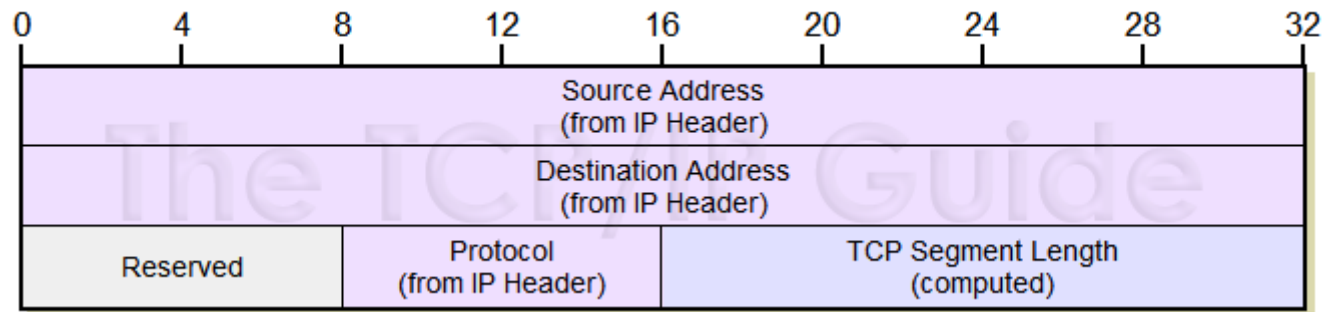 0 4 8 12 16 20 24 28 32
Source Address
(from IP Header)
Destination Address
(from IP Header)
The TCP/IP Guide
Reserved
Protocol
(from IP Header)
TCP Segment Length
(computed)